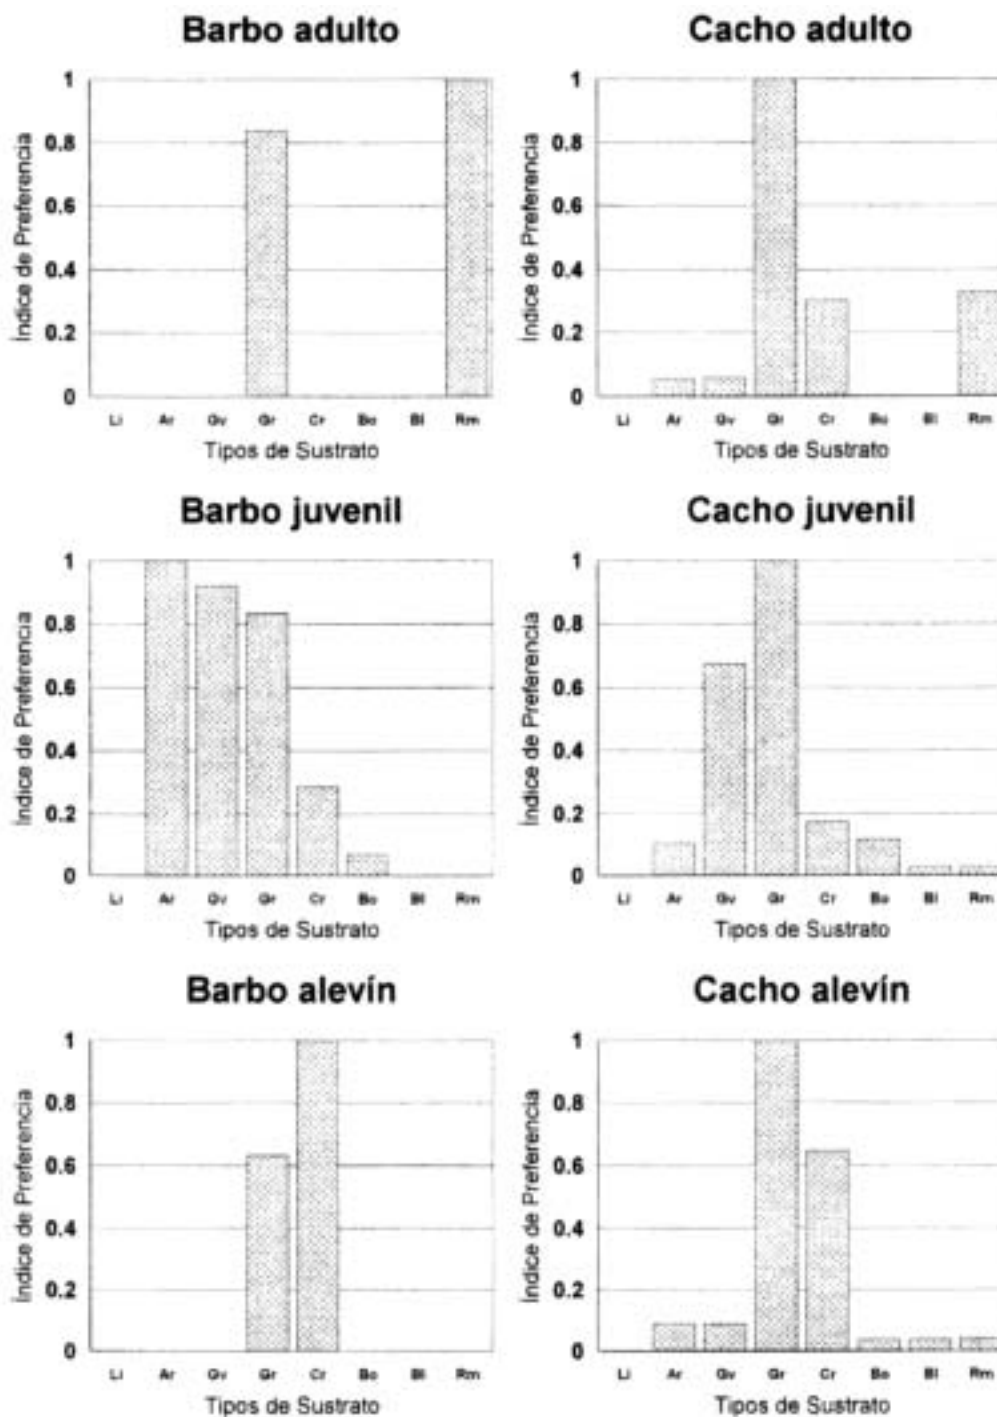 Barbo adulto
Cacho adulto
Índice de Preferencia
1
0.8
0.6
0.4
0.2
0
Li Ar Gv Gr Cr Bo Bl Rm
Tipos de Sustrato
Índice de Preferencia
1
0.8
0.6
0.4
0.2
0
Li Ar Gv Gr Cr Bo Bl Rm
Tipos de Sustrato
Barbo juvenil
Cacho juvenil
Índice de Preferencia
1
0.8
0.6
0.4
0.2
0
Li Ar Gv Gr Cr Bo Bl Rm
Tipos de Sustrato
Índice de Preferencia
1
0.8
0.6
0.4
0.2
0
Li Ar Gv Gr Cr Bo Bl Rm
Tipos de Sustrato
Barbo alevín
Cacho alevín
Índice de Preferencia
1
0.8
0.6
0.4
0.2
0
Li Ar Gv Gr Cr Bo Bl Rm
Tipos de Sustrato
Índice de Preferencia
1
0.8
0.6
0.4
0.2
0
Li Ar Gv Gr Cr Bo Bl Rm
Tipos de Sustrato